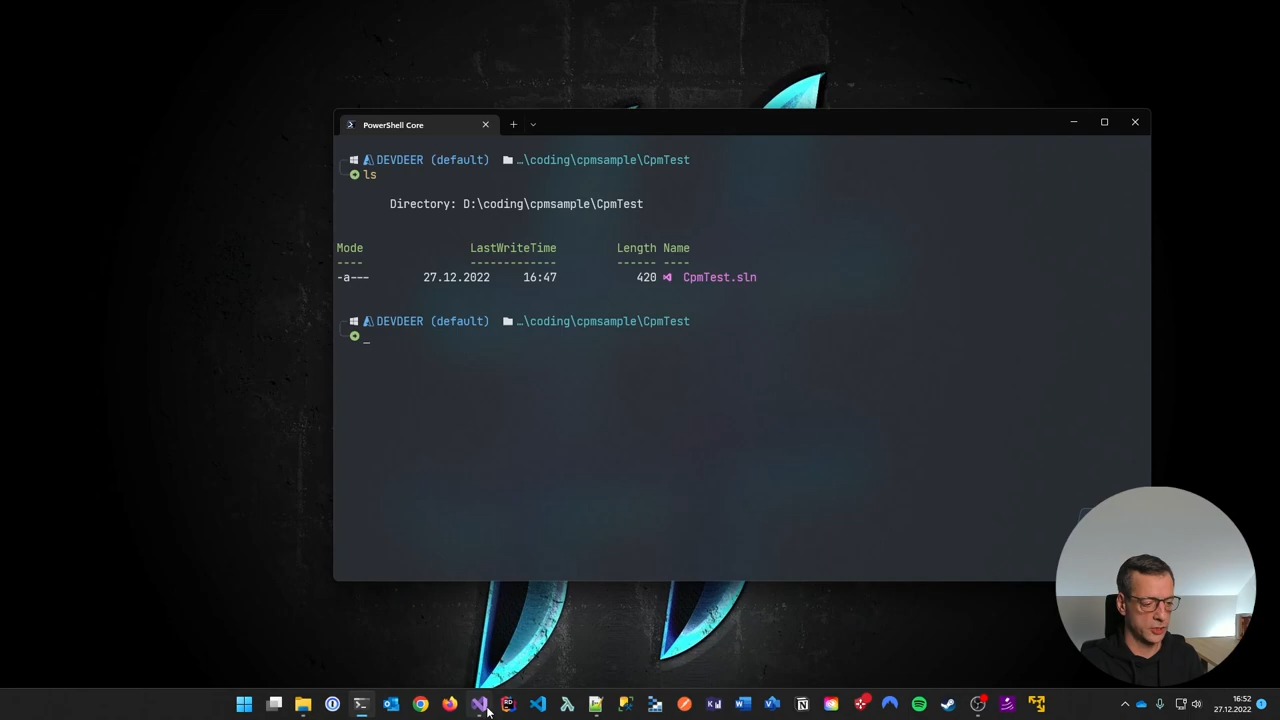 PowerShell Core
DEVDEER (default) …\coding\cpmsample\CpmTest
ls
Directory: D:\coding\cpmsample\CpmTest
Mode LastWriteTime Length Name
---- ------------- ------ ----
-a--- 27.12.2022 16:47 420 CpmTest.sln
DEVDEER (default) …\coding\cpmsample\CpmTest
_
RD
16:52
27.12.2022